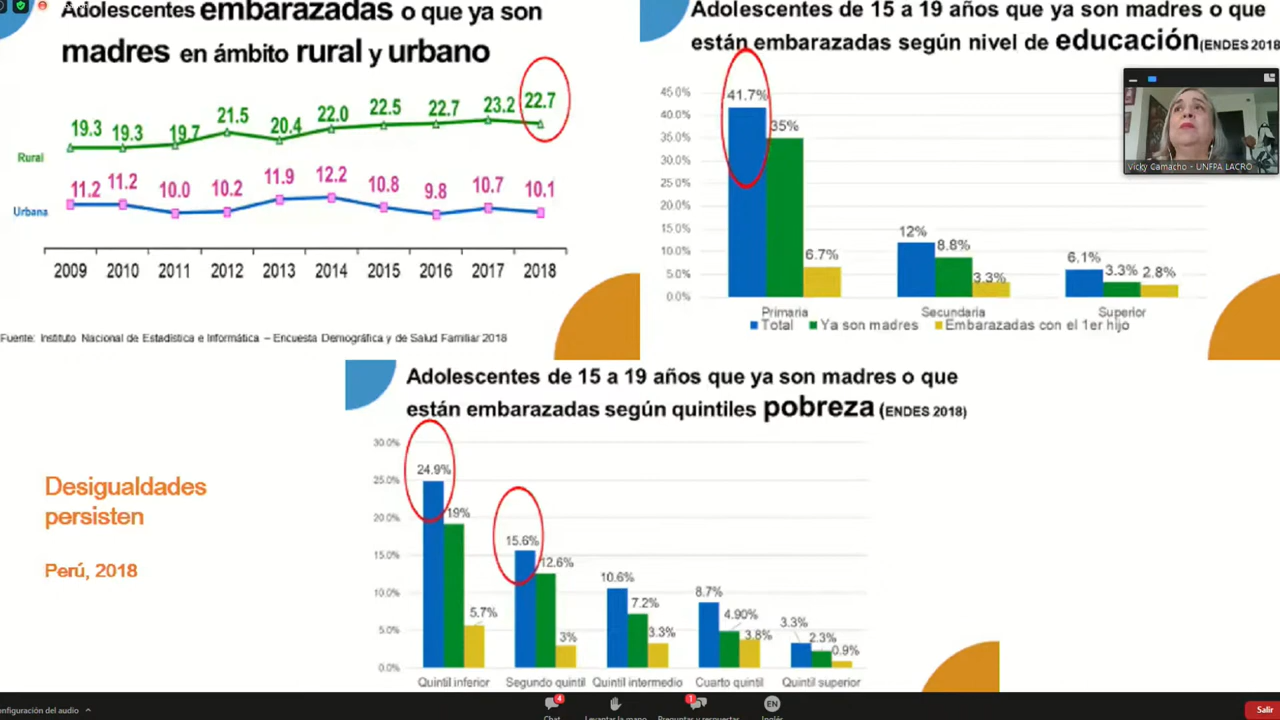 Adolescentes embarazadas o que ya son
madres en ámbito rural y urbano
19.3 19.3 19.7 21.5 20.4 22.0 22.5 22.7 23.2 22.7
Rural
11.2 11.2 10.0 10.2 11.9 12.2 10.8 9.8 10.7 10.1
Urbana
2009 2010 2011 2012 2013 2014 2015 2016 2017 2018
Fuente: Instituto Nacional de Estadística e Informática – Encuesta Demográfica y de Salud Familiar 2018
Adolescentes de 15 a 19 años que ya son madres o que
están embarazadas según nivel de educación (ENDES 2018
45.0%
40.0%
35.0%
30.0%
25.0%
20.0%
15.0%
10.0%
5.0%
0.0%
41.7% 35% 6.7%
12% 8.8% 3.3%
6.1% 3.3% 2.8%
Primaria Secundaria Superior
Total Ya son madres Embarazadas con el 1er hijo
Vicky Camacho - UNFPA LACRO
Desigualdades
persisten
Perú, 2018
Adolescentes de 15 a 19 años que ya son madres o que
están embarazadas según quintiles pobreza (ENDES 2018)
30.0%
25.0%
20.0%
15.0%
10.0%
5.0%
0.0%
24.9% 19% 5.7%
15.6% 12.6% 3%
10.6% 7.2% 3.3%
8.7% 4.90% 3.8%
3.3% 2.3% 0.9%
Quintil inferior Segundo quintil Quintil intermedio Cuarto quintil Quintil superior
onfiguración del audio
4
Chat
Levantar la mano
1
Preguntas y respuestas
EN
Inglés
Salir